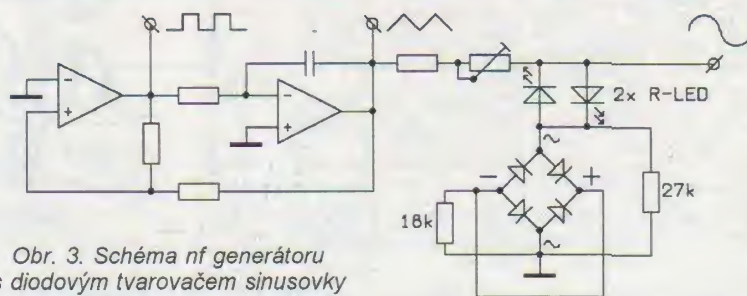 2x R-LED
27k
18k
Obr. 3. Schéma nf generátoru
s diodovým tvarovačem sinusovky